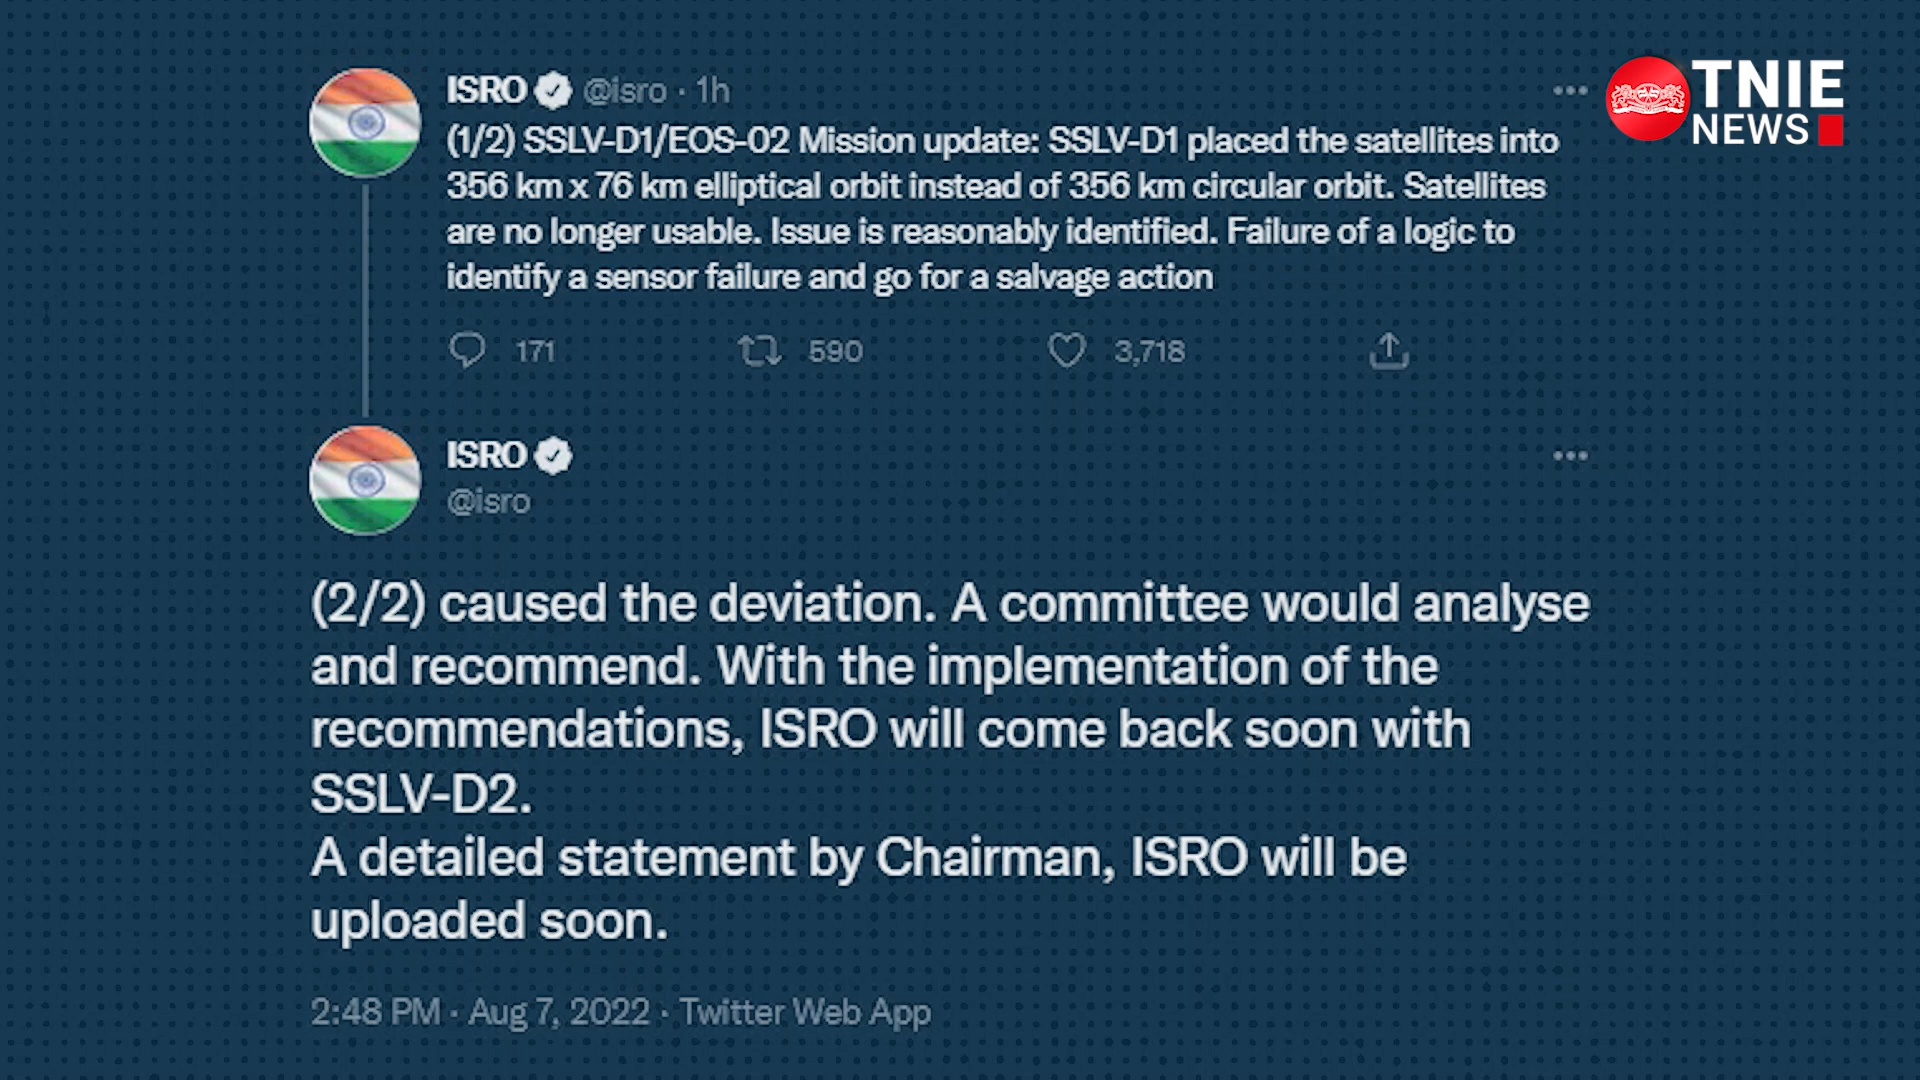 ISRO @isro · 1h
(1/2) SSLV-D1/EOS-02 Mission update: SSLV-D1 placed the satellites into
356 km x 76 km elliptical orbit instead of 356 km circular orbit. Satellites
are no longer usable. Issue is reasonably identified. Failure of a logic to
identify a sensor failure and go for a salvage action
171 590 3,718
TNIE
NEWS
ISRO
@isro
(2/2) caused the deviation. A committee would analyse
and recommend. With the implementation of the
recommendations, ISRO will come back soon with
SSLV-D2.
A detailed statement by Chairman, ISRO will be
uploaded soon.
2:48 PM · Aug 7, 2022 · Twitter Web App